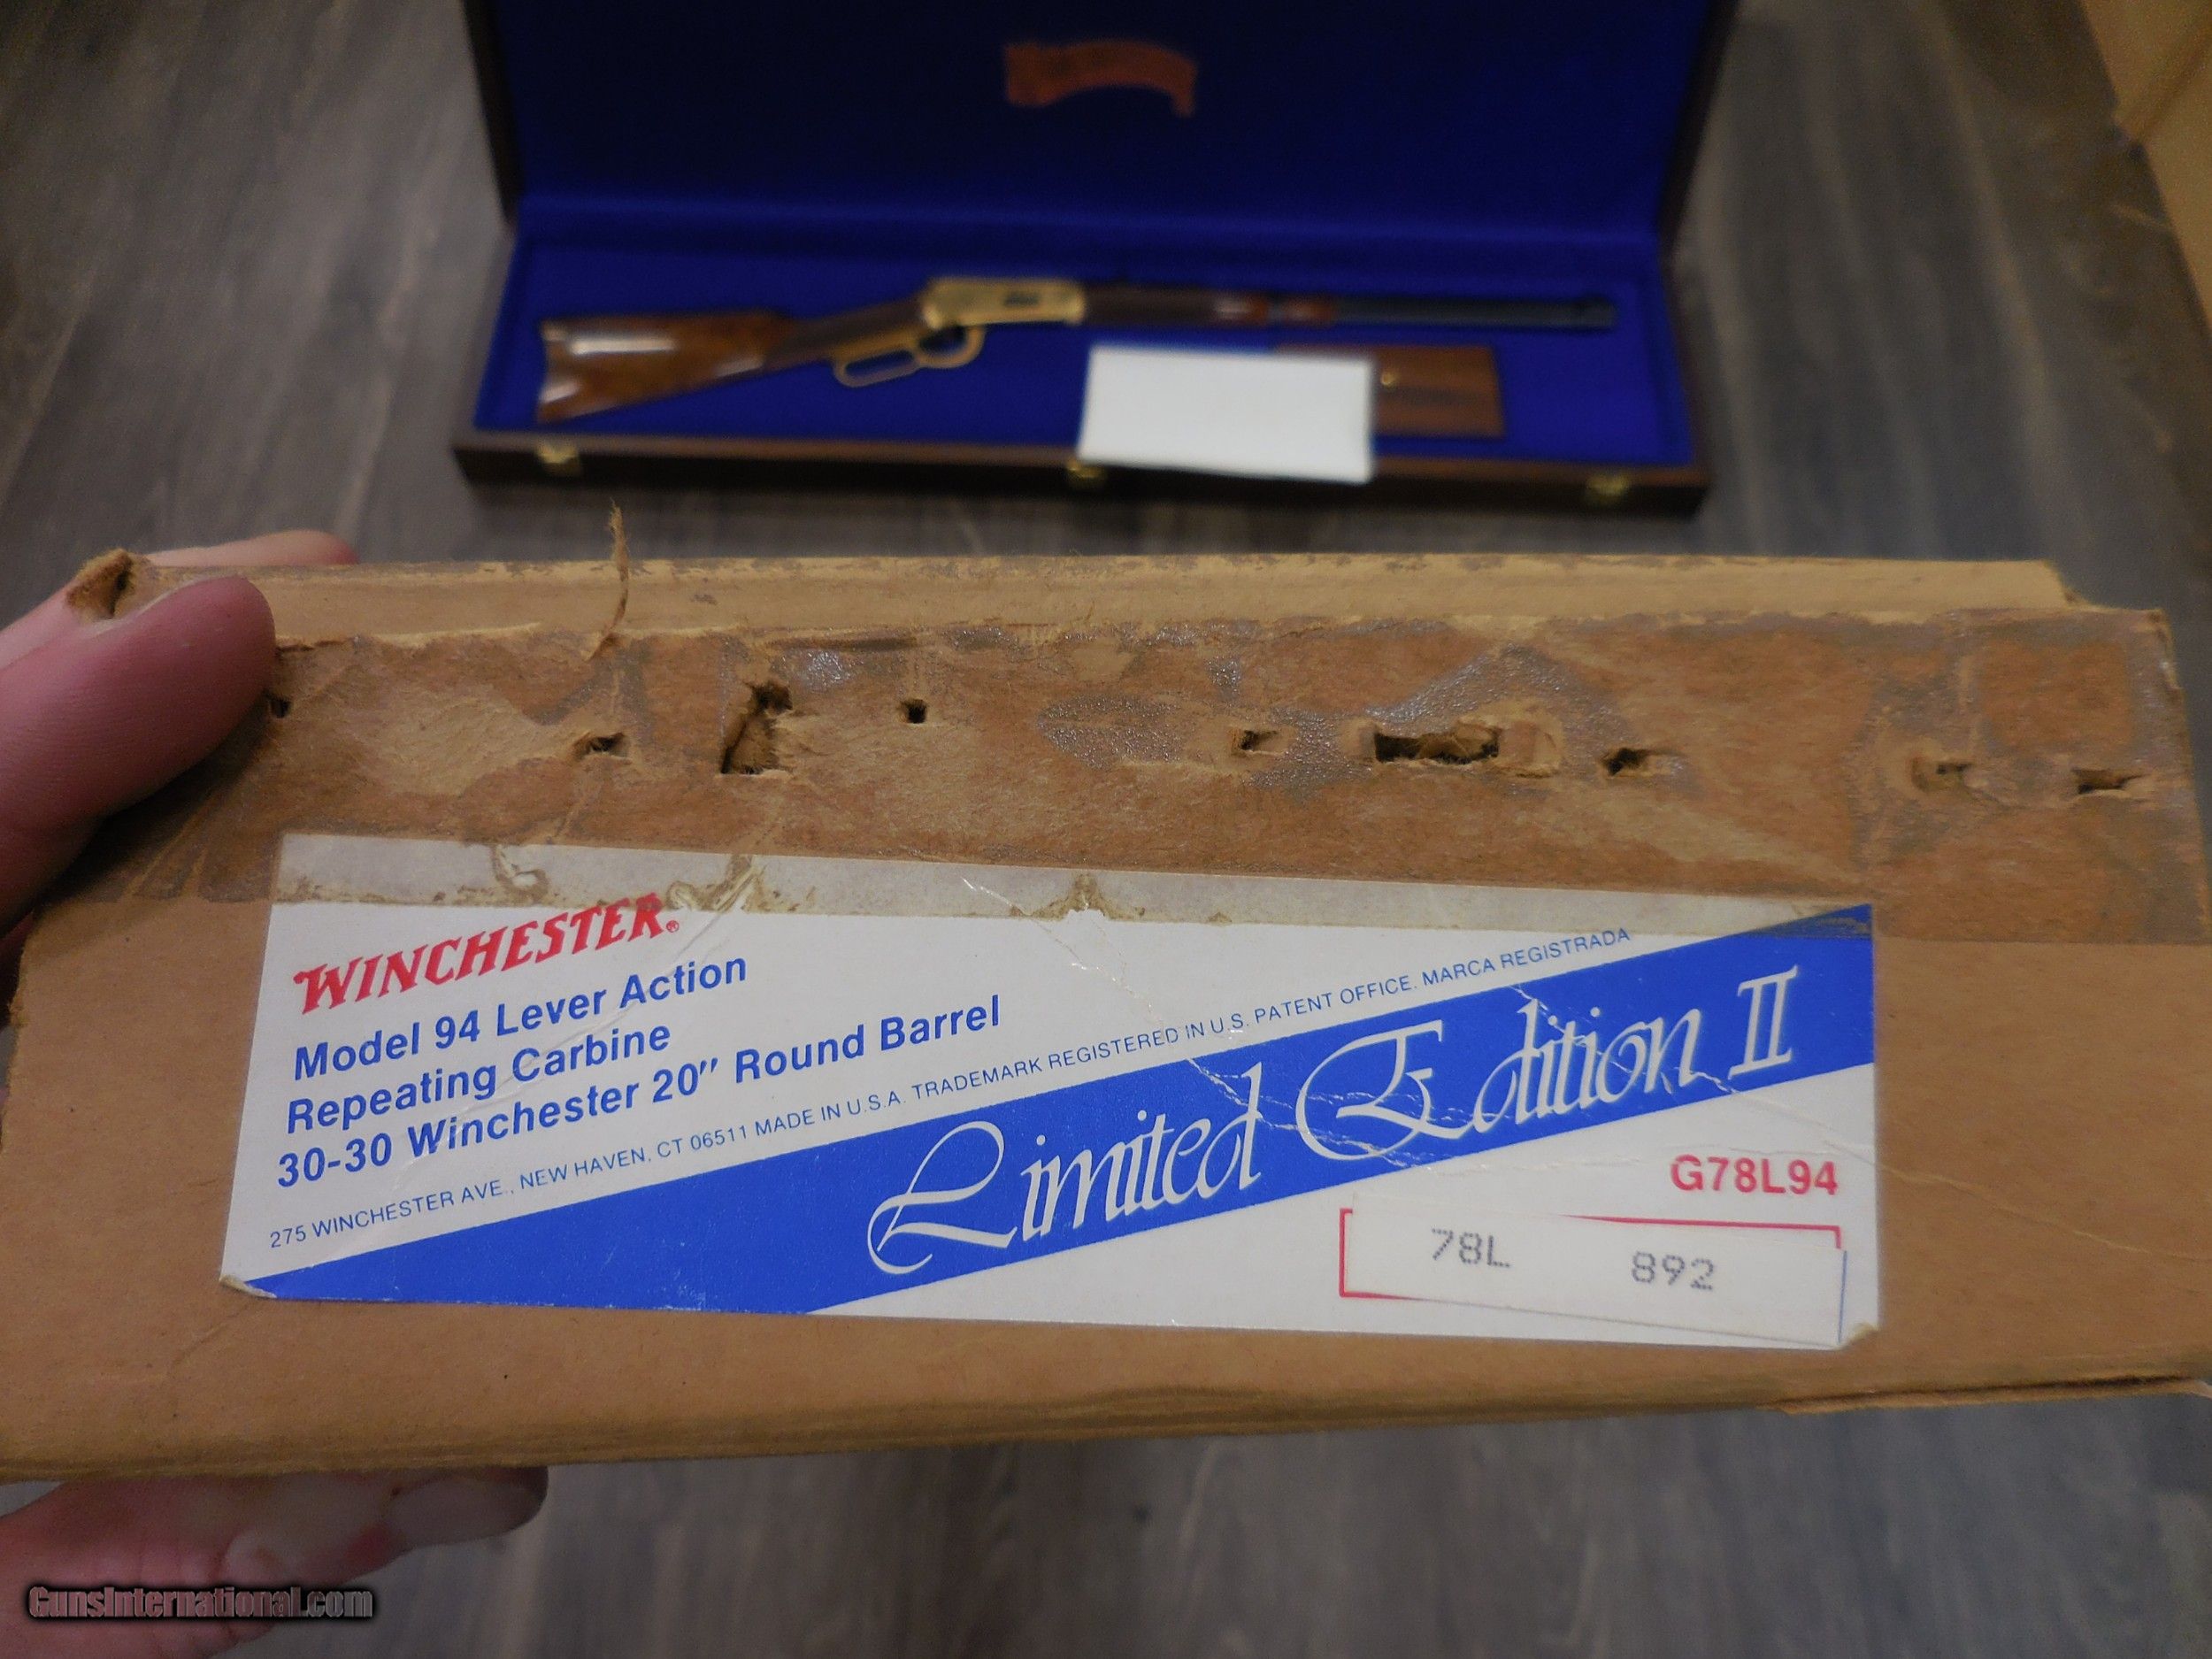 WINCHESTER®
Model 94 Lever Action
Repeating Carbine
30-30 Winchester 20" Round Barrel
275 WINCHESTER AVE., NEW HAVEN, CT 06511 MADE IN U.S.A. TRADEMARK REGISTERED IN U.S. PATENT OFFICE. MARCA REGISTRADA
Limited Edition II
G78L94
78L 892
GunsInternational.com